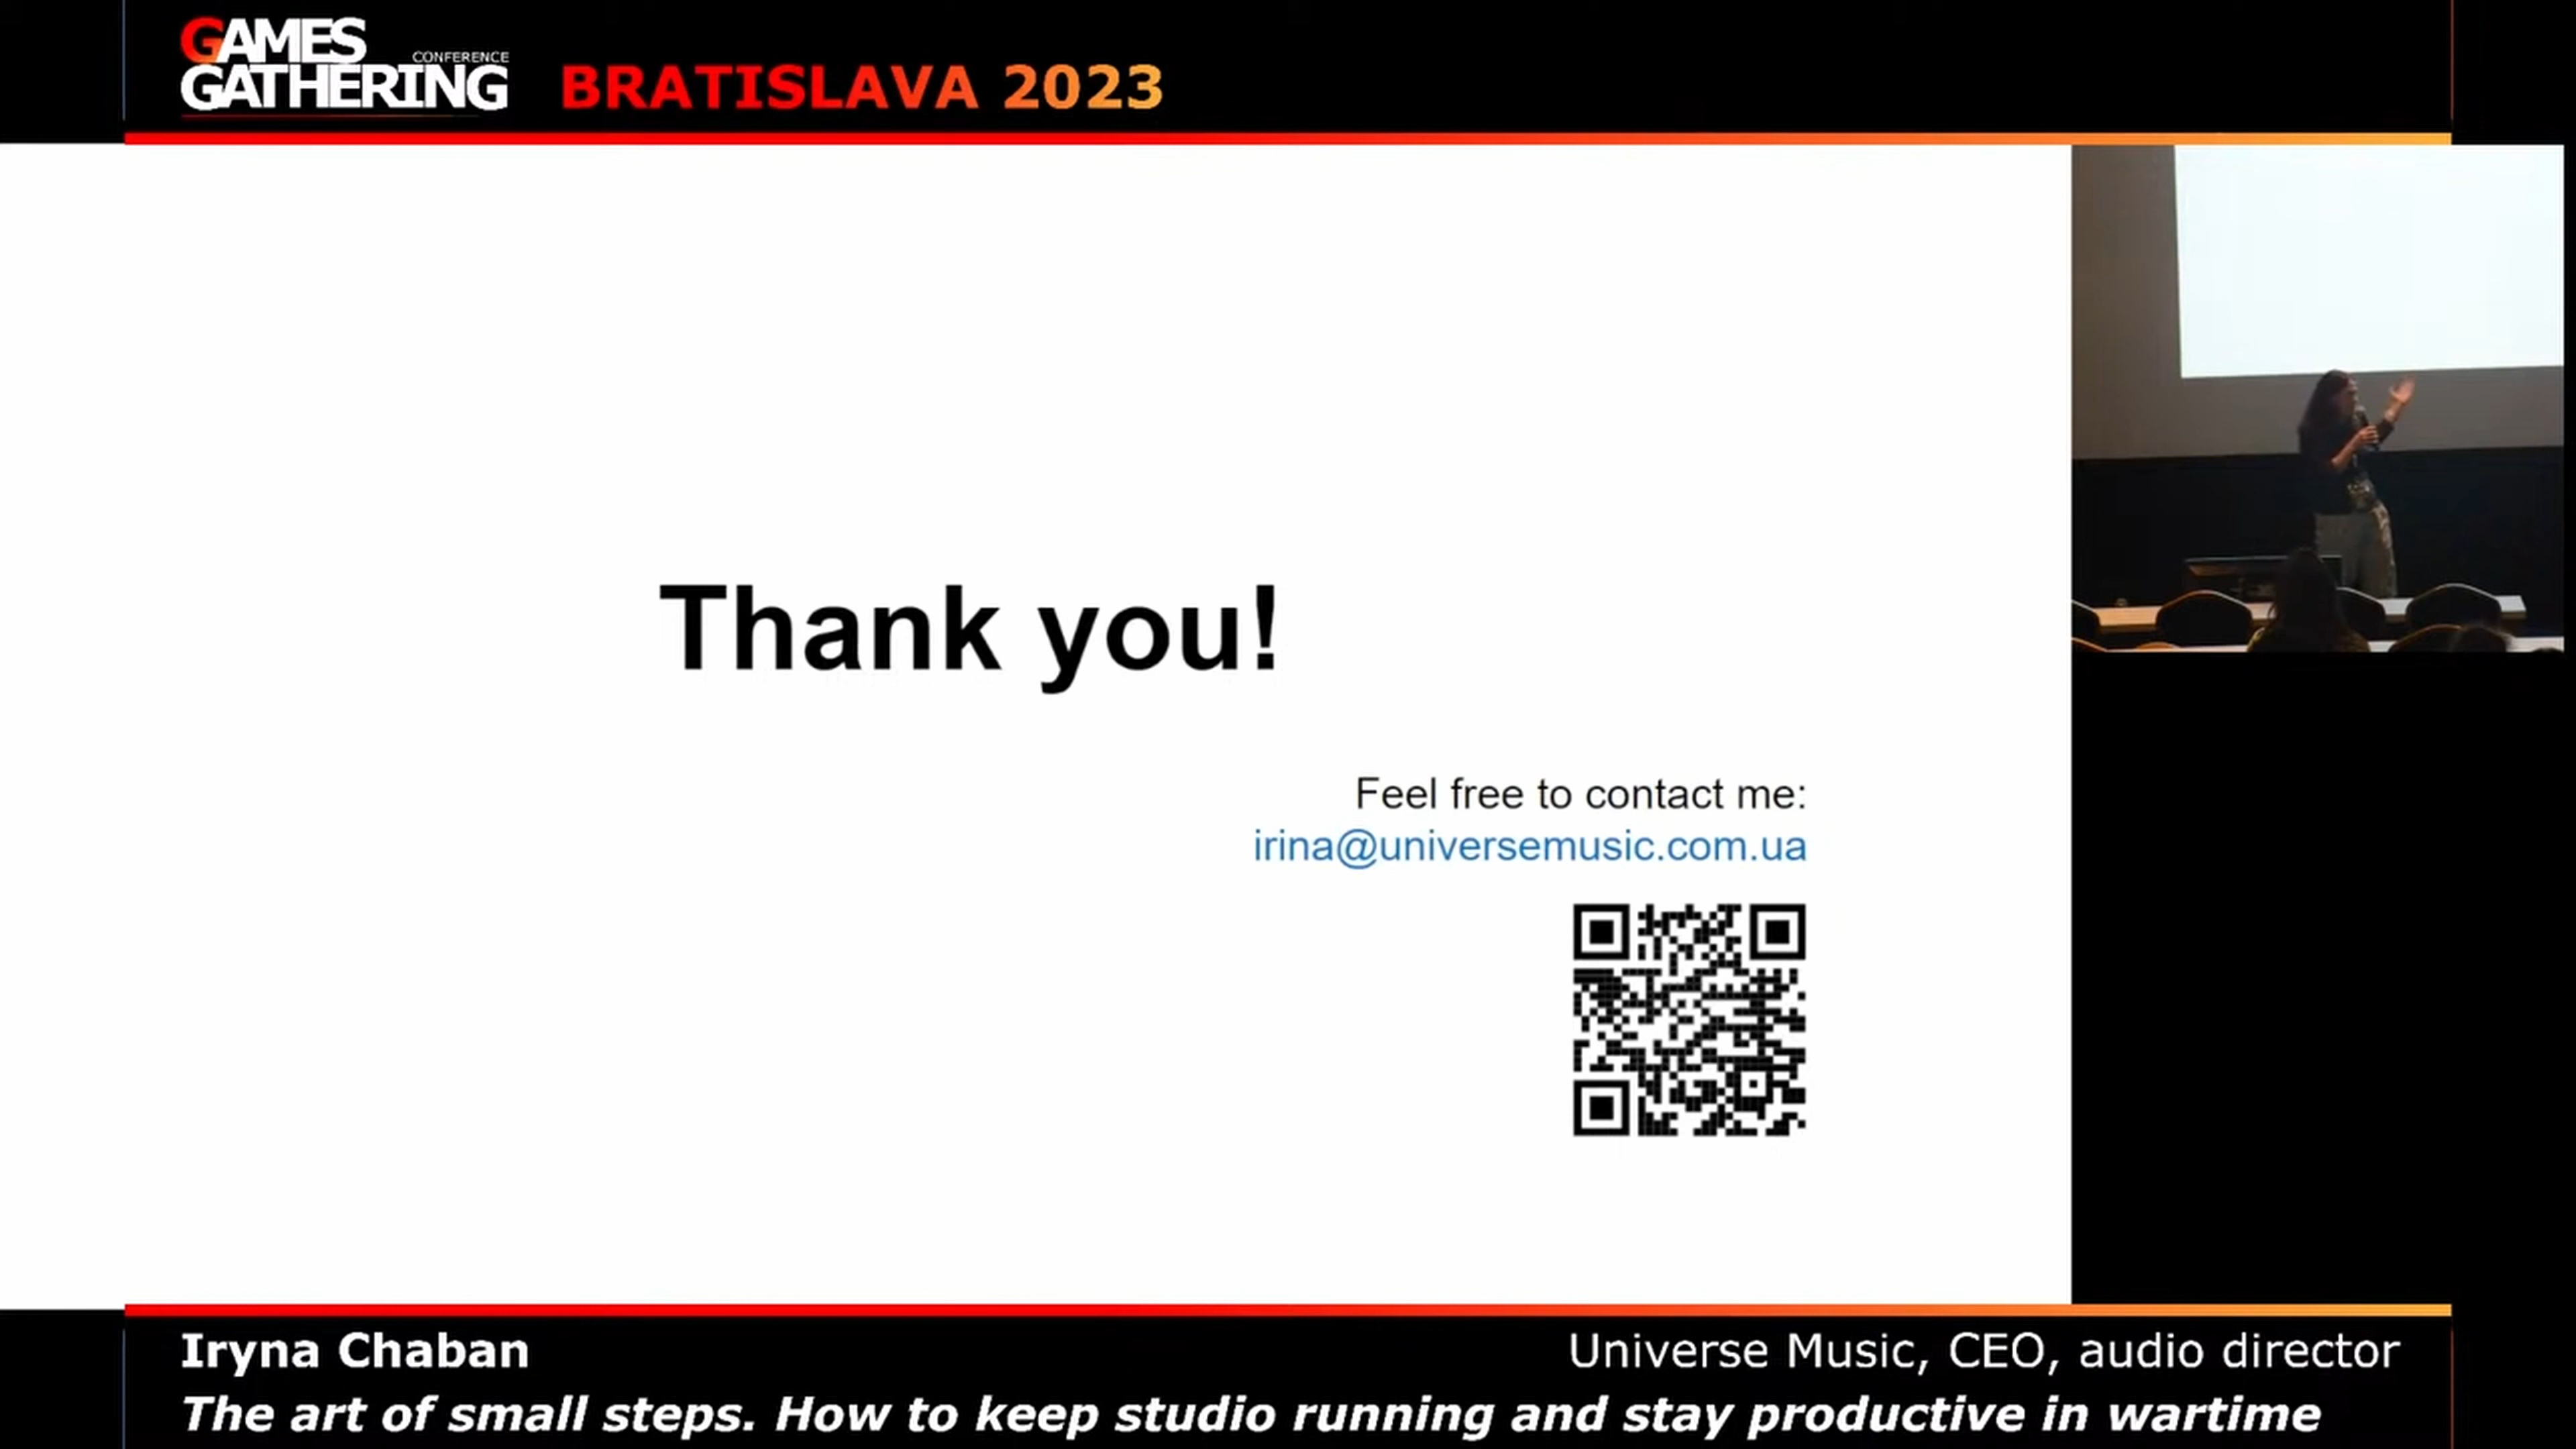 GAMES
CONFERENCE
GATHERING
BRATISLAVA 2023
Thank you!
Feel free to contact me:
irina@universemusic.com.ua
Iryna Chaban
Universe Music, CEO, audio director
The art of small steps. How to keep studio running and stay productive in wartime